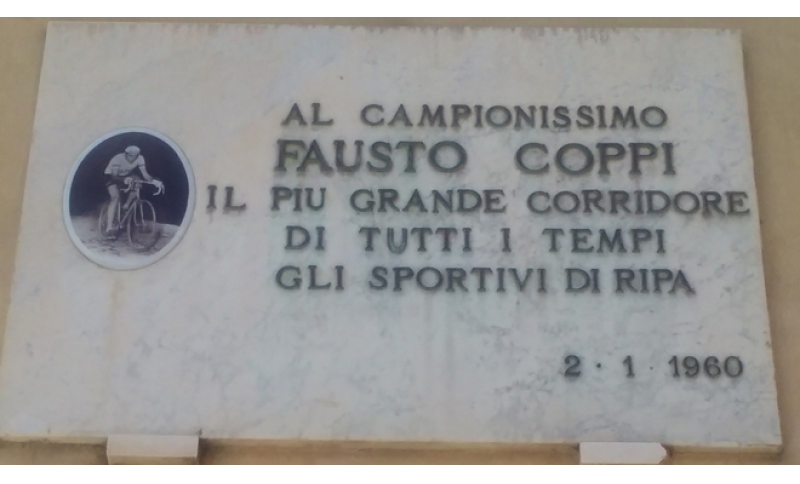 AL CAMPIONISSIMO
FAUSTO COPPI
IL PIU GRANDE CORRIDORE
DI TUTTI I TEMPI
GLI SPORTIVI DI RIPA
2 · 1 · 1960